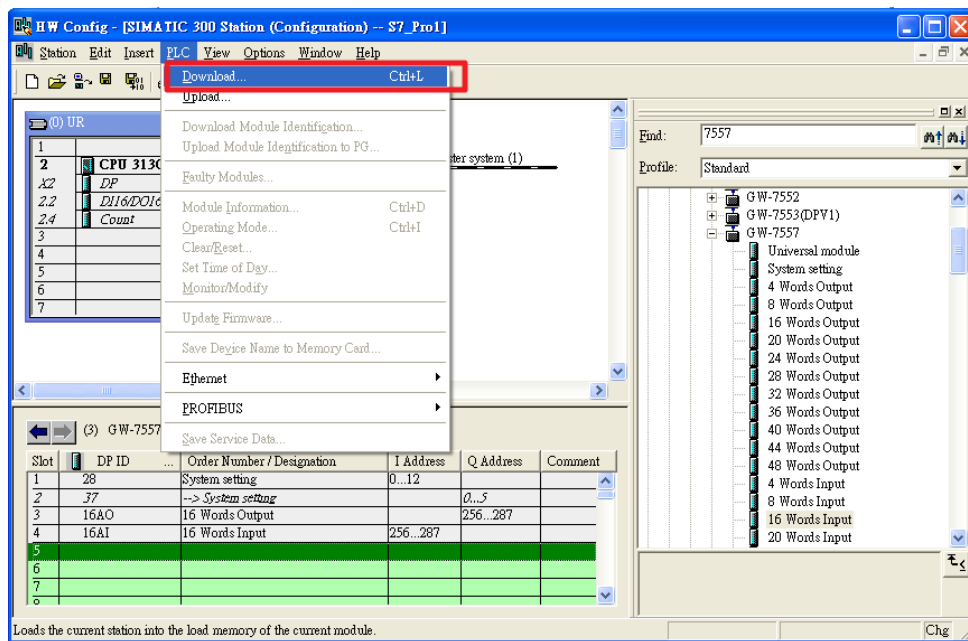 HW Config - [SIMATIC 300 Station (Configuration) -- S7_Pro1]
Station Edit Insert PLC View Options Window Help
Download... Ctrl+L
Upload...
Download Module Identification...
Upload Module Identification to PG...
Faulty Modules...
Module Information... Ctrl+D
Operating Mode... Ctrl+I
Clear/Reset...
Set Time of Day...
Monitor/Modify
Update Firmware...
Save Device Name to Memory Card...
Ethernet
PROFIBUS
Save Service Data...
(0) UR
1
2 CPU 313C
X2 DP
2.2 DI16/DO16
2.4 Count
3
4
5
6
7
ster system (1)
Find: 7557
Profile: Standard
GW-7552
GW-7553(DPV1)
GW-7557
Universal module
System setting
4 Words Output
8 Words Output
16 Words Output
20 Words Output
24 Words Output
28 Words Output
32 Words Output
36 Words Output
40 Words Output
44 Words Output
48 Words Output
4 Words Input
8 Words Input
16 Words Input
20 Words Input
(3) GW-7557
Slot DP ID ... Order Number / Designation I Address Q Address Comment
1 28 System setting 0...12
2 37 --> System setting 0...5
3 16AO 16 Words Output 256...287
4 16AI 16 Words Input 256...287
5
6
7
Loads the current station into the load memory of the current module. Chg